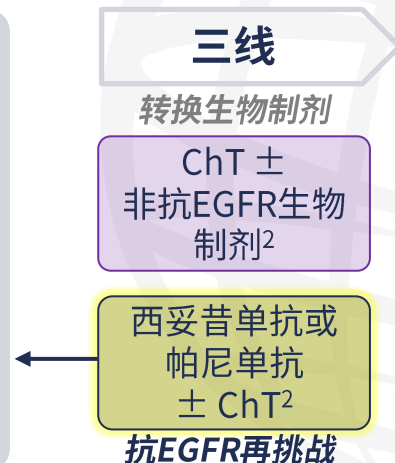 三线
转换生物制剂
ChT ±
非抗EGFR生物
制剂²
西妥昔单抗或
帕尼单抗
± ChT²
抗EGFR再挑战